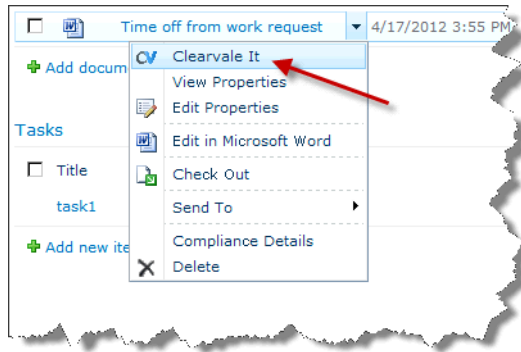 Time off from work request 4/17/2012 3:55 PM
CV Clearvale It
Add docum
View Properties
Edit Properties
Tasks
Edit in Microsoft Word
Title
Check Out
task1
Send To
Add new ite
Compliance Details
Delete